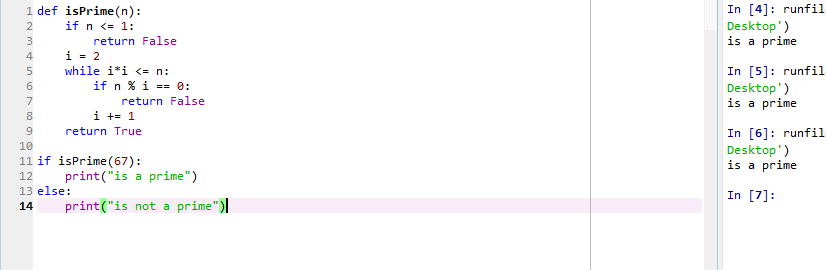 1 def isPrime(n):
2     if n <= 1:
3         return False
4     i = 2
5     while i*i <= n:
6         if n % i == 0:
7             return False
8         i += 1
9     return True
10
11 if isPrime(67):
12     print("is a prime")
13 else:
14     print("is not a prime")
In [4]: runfil
Desktop')
is a prime
In [5]: runfil
Desktop')
is a prime
In [6]: runfil
Desktop')
is a prime
In [7]: